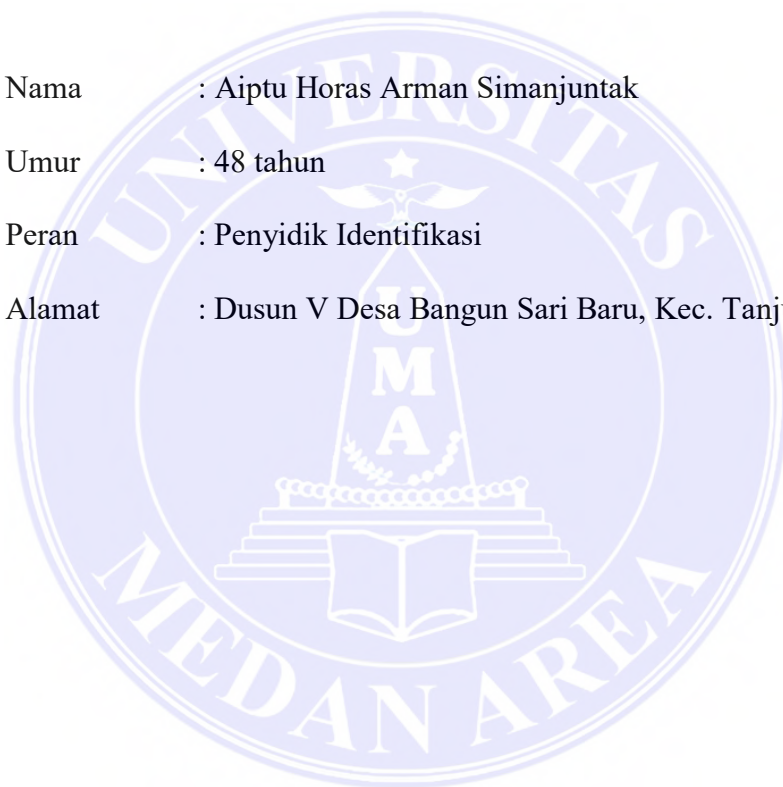 Nama : Aiptu Horas Arman Simanjuntak
Umur : 48 tahun
Peran : Penyidik Identifikasi
Alamat : Dusun V Desa Bangun Sari Baru, Kec.
UNIVERSITAS
UMA
MEDAN AREA